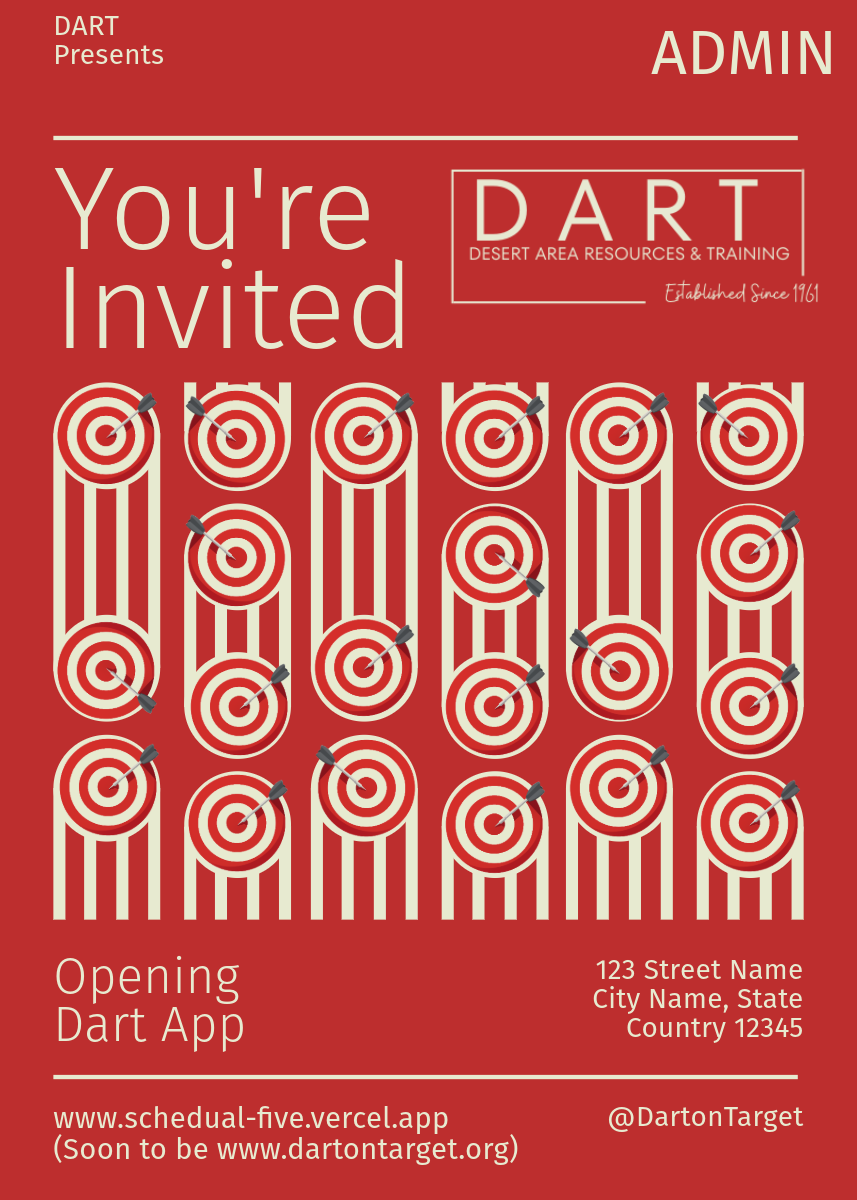 DART
Presents
ADMIN
You're
Invited
DART
DESERT AREA RESOURCES & TRAINING
Established Since 1961
Opening
Dart App
123 Street Name
City Name, State
Country 12345
www.schedual-five.vercel.app
(Soon to be www.dartontarget.org)
@DartonTarget